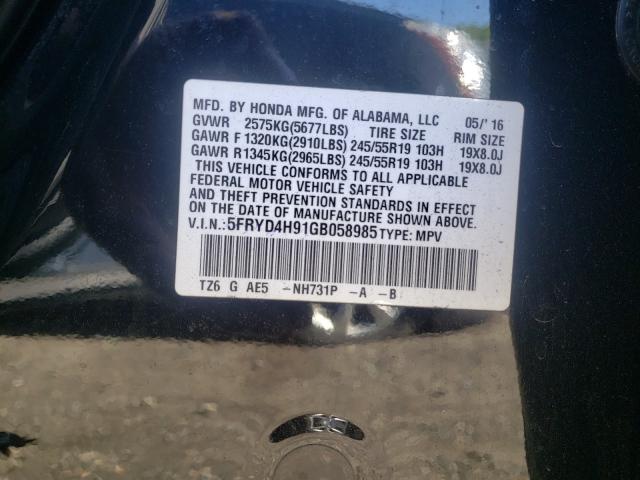 MFD. BY HONDA MFG. OF ALABAMA, LLC 05/'16
GVWR 2575KG(5677LBS) TIRE SIZE RIM SIZE
GAWR F 1320KG(2910LBS) 245/55R19 103H 19X8.0J
GAWR R1345KG(2965LBS) 245/55R19 103H 19X8.0J
THIS VEHICLE CONFORMS TO ALL APPLICABLE
FEDERAL MOTOR VEHICLE SAFETY
AND THEFT PREVENTION STANDARDS IN EFFECT
ON THE DATE OF MANUFACTURE SHOWN ABOVE.
V.I.N.:5FRYD4H91GB058985 TYPE: MPV
TZ6 G AE5 -NH731P -A -B